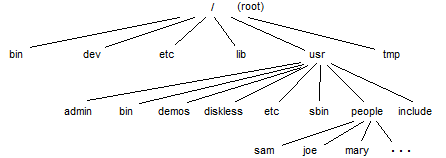 / (root)
bin dev etc lib usr tmp
admin bin demos diskless etc sbin people include
sam joe mary . . .